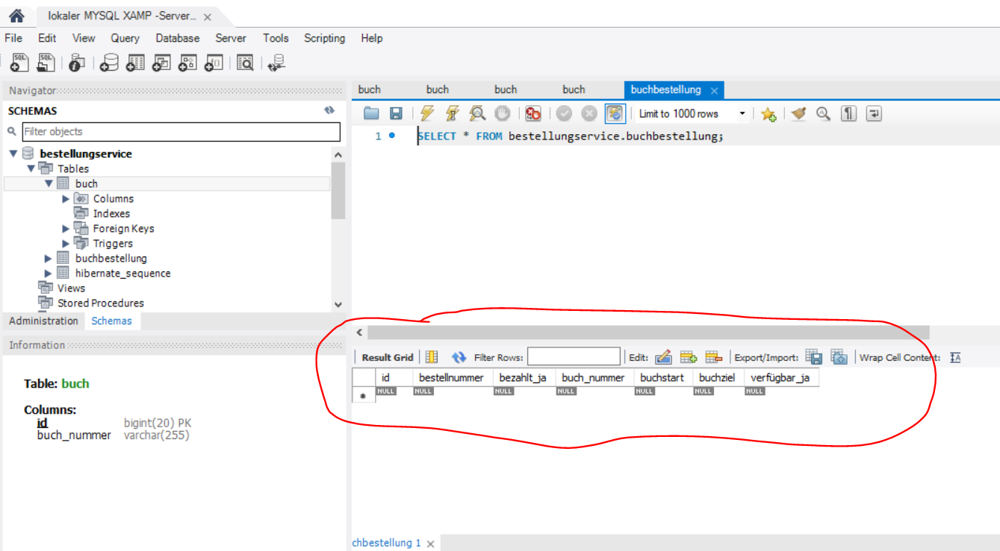 lokaler MYSQL XAMP -Server...
File Edit View Query Database Server Tools Scripting Help
Navigator
SCHEMAS
Filter objects
bestellungservice
Tables
buch
Columns
Indexes
Foreign Keys
Triggers
buchbestellung
hibernate_sequence
Views
Stored Procedures
Administration Schemas
Information
Table: buch
Columns:
id bigint(20) PK
buch_nummer varchar(255)
buch buch buch buch buchbestellung
Limit to 1000 rows
1 SELECT * FROM bestellungservice.buchbestellung;
Result Grid Filter Rows: Edit: Export/Import: Wrap Cell Content:
id bestellnummer bezahlt_ja buch_nummer buchstart buchziel verfügbar_ja
* NULL NULL NULL NULL NULL NULL NULL
chbestellung 1